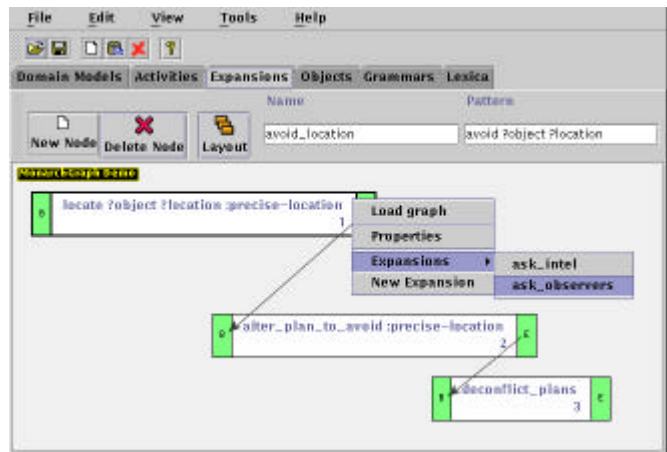 File Edit View Tools Help
Domain Models Activities Expansions Objects Grammars Lexica
Name Pattern
New Node Delete Node Layout avoid_location avoid ?object ?location
MonarchGraph Demo
B locate ?object ?location :precise-location
1
Load graph
Properties
Expansions ask_intel
New Expansion ask_observers
B alter_plan_to_avoid :precise-location E
2
B deconflict_plans E
3